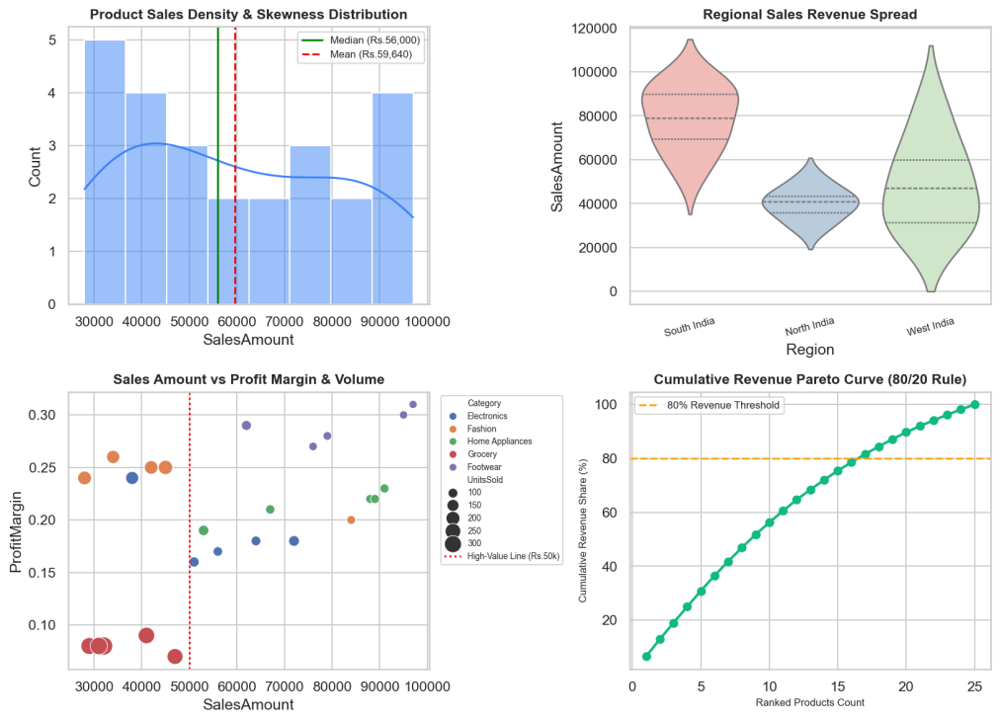 Product Sales Density & Skewness Distribution
Median (Rs.56,000)
Mean (Rs.59,640)
Count
5
4
3
2
1
0
30000 40000 50000 60000 70000 80000 90000 100000
SalesAmount
Regional Sales Revenue Spread
SalesAmount
120000
100000
80000
60000
40000
20000
0
South India North India West India
Region
Sales Amount vs Profit Margin & Volume
ProfitMargin
0.30
0.25
0.20
0.15
0.10
30000 40000 50000 60000 70000 80000 90000 100000
SalesAmount
Category
Electronics
Fashion
Home Appliances
Grocery
Footwear
UnitsSold
100
150
200
250
300
High-Value Line (Rs.50k)
Cumulative Revenue Pareto Curve (80/20 Rule)
80% Revenue Threshold
Cumulative Revenue Share (%)
100
80
60
40
20
0 5 10 15 20 25
Ranked Products Count